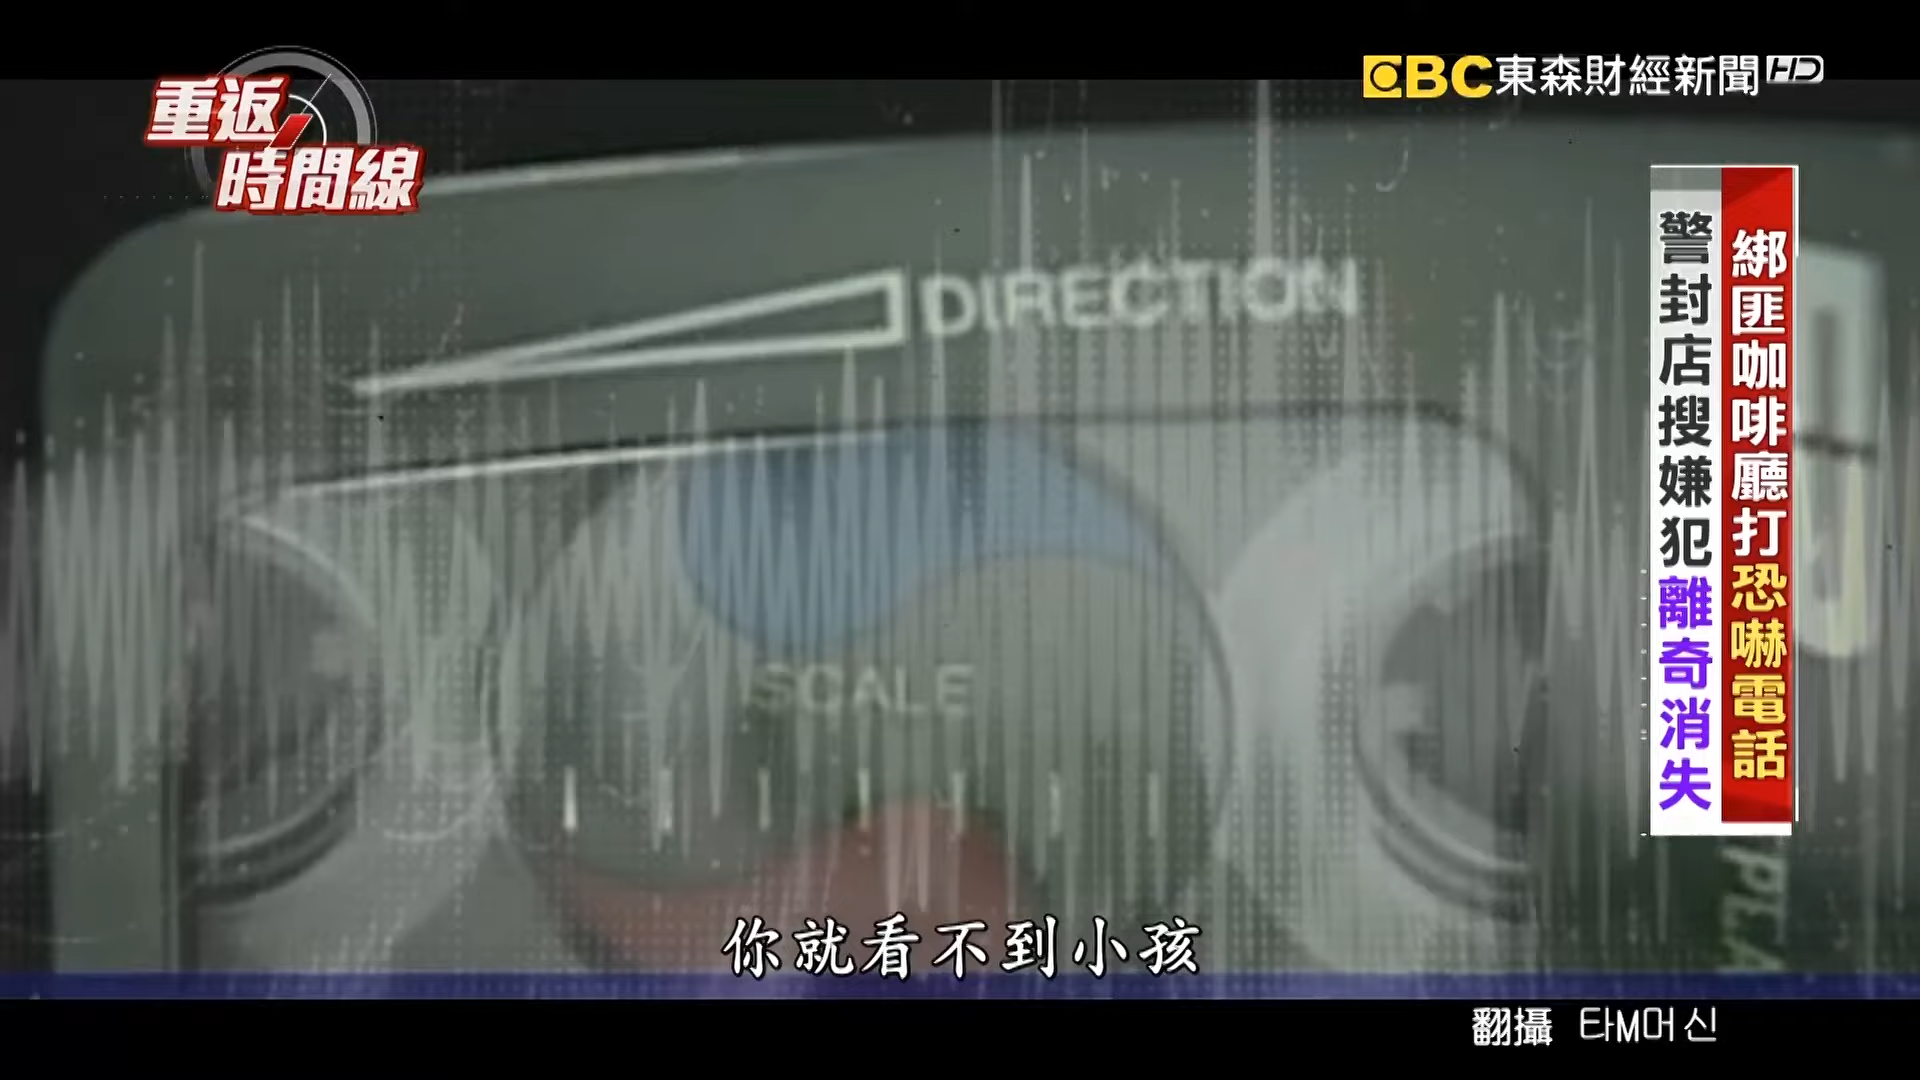 重返
時間線
EBC東森財經新聞HD
綁匪咖啡廳打恐嚇電話
警封店搜嫌犯離奇消失
DIRECTION
SCALE
你就看不到小孩
翻攝 타M머신